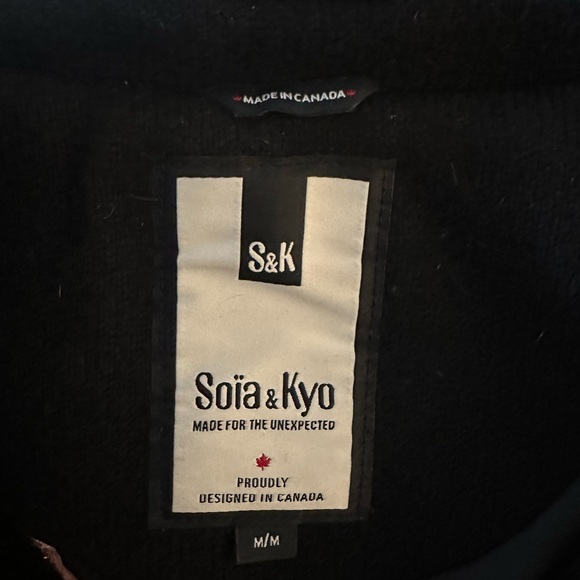 MADE IN CANADA
S&K
Soïa & Kyo
MADE FOR THE UNEXPECTED
PROUDLY
DESIGNED IN CANADA
M/M